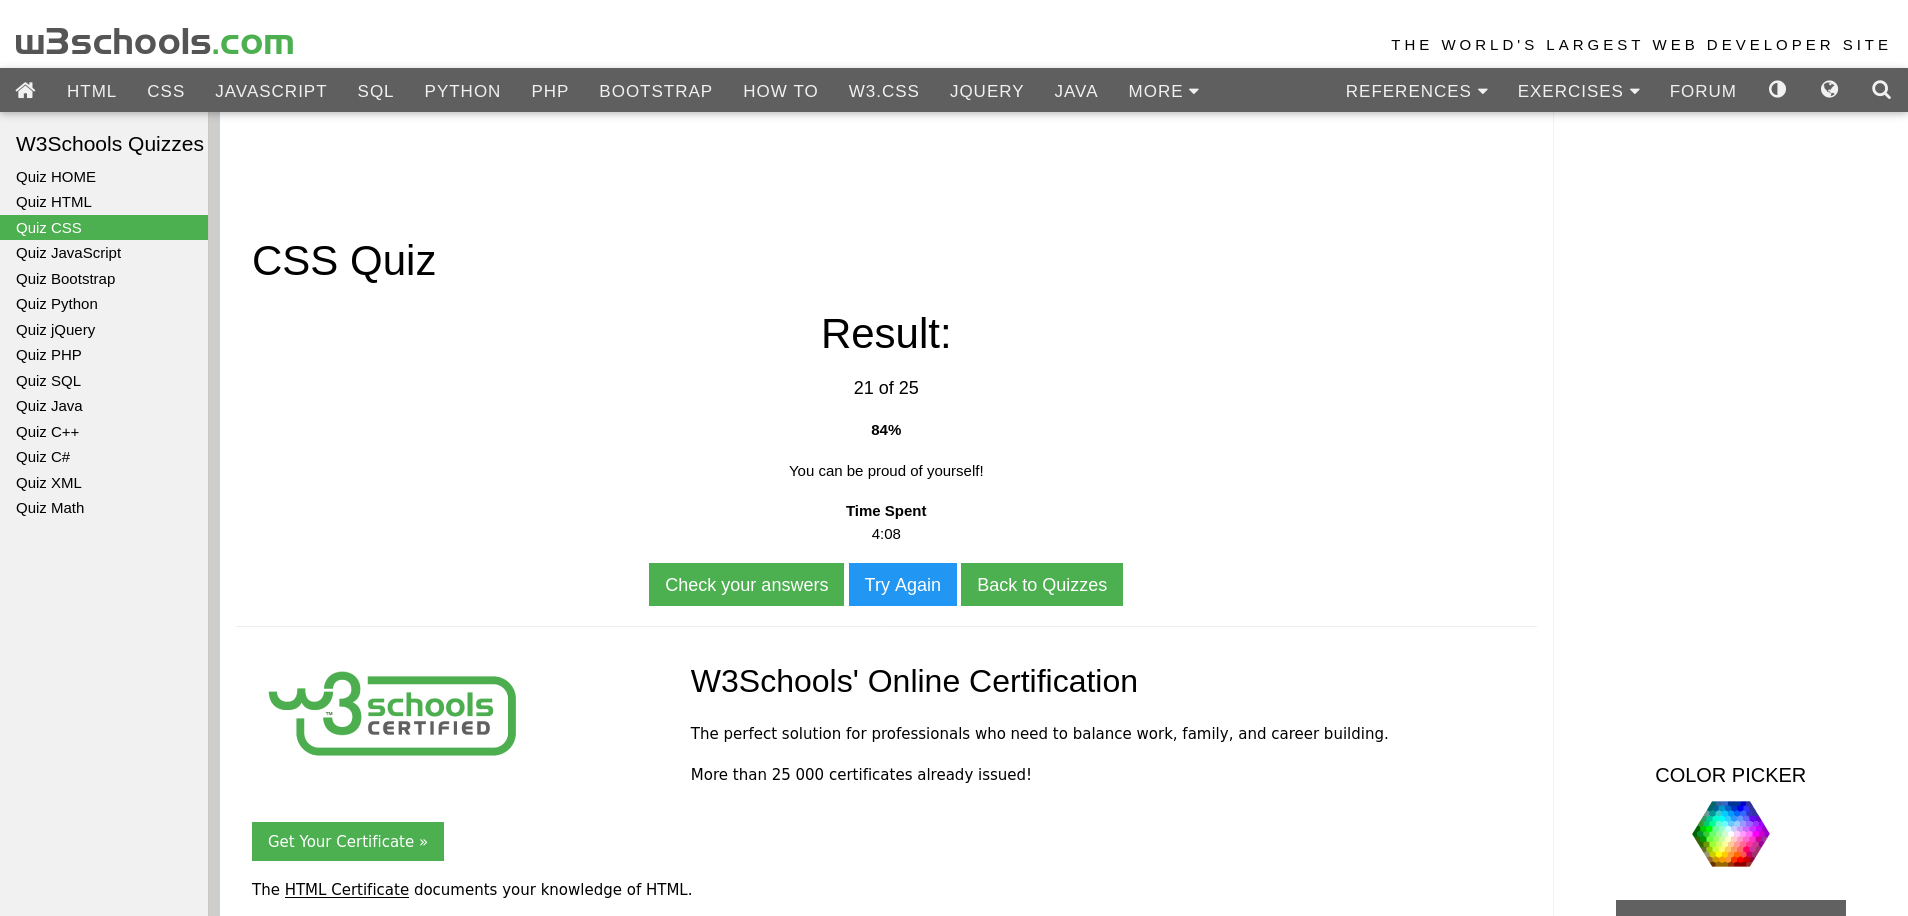 w3schools.com
THE WORLD'S LARGEST WEB DEVELOPER SITE
HTML CSS JAVASCRIPT SQL PYTHON PHP BOOTSTRAP HOW TO W3.CSS JQUERY JAVA MORE REFERENCES EXERCISES FORUM
W3Schools Quizzes
Quiz HOME
Quiz HTML
Quiz CSS
Quiz JavaScript
Quiz Bootstrap
Quiz Python
Quiz jQuery
Quiz PHP
Quiz SQL
Quiz Java
Quiz C++
Quiz C#
Quiz XML
Quiz Math
CSS Quiz
Result:
21 of 25
84%
You can be proud of yourself!
Time Spent
4:08
Check your answers Try Again Back to Quizzes
w3schools
CERTIFIED
™
W3Schools' Online Certification
The perfect solution for professionals who need to balance work, family, and career building.
More than 25 000 certificates already issued!
Get Your Certificate »
The HTML Certificate documents your knowledge of HTML.
COLOR PICKER